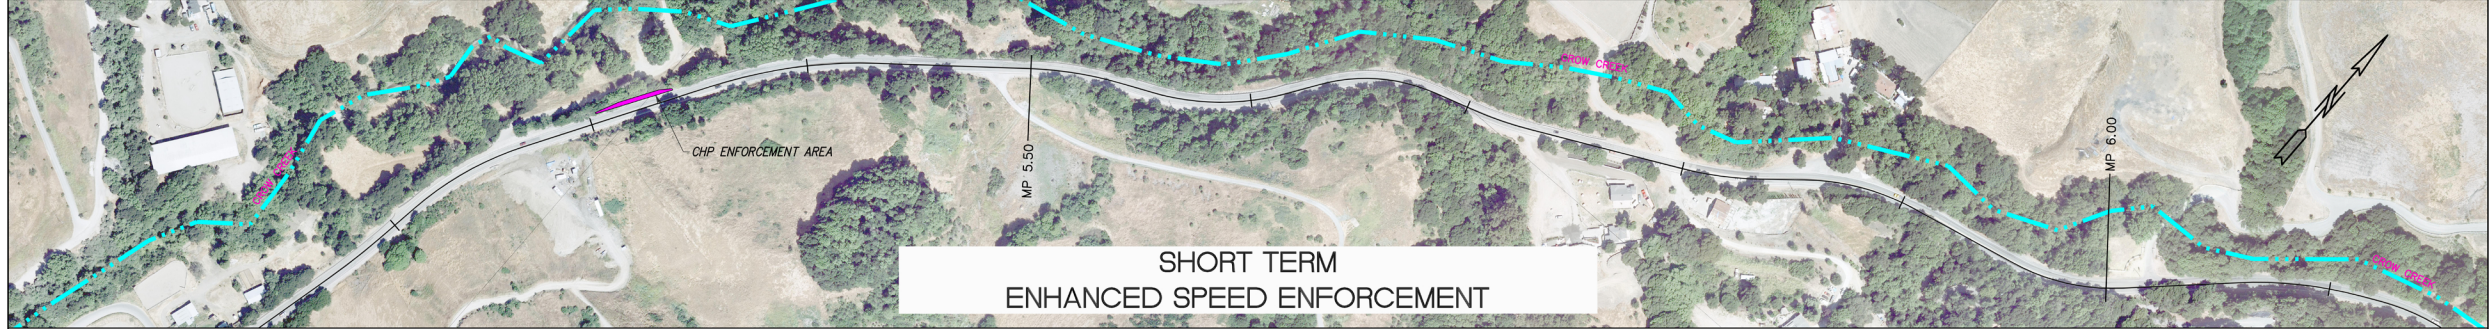 CROW CREEK
CROW CREEK
CHP ENFORCEMENT AREA
MP 5.50
MP 6.00
CROW CREEK
SHORT TERM
ENHANCED SPEED ENFORCEMENT